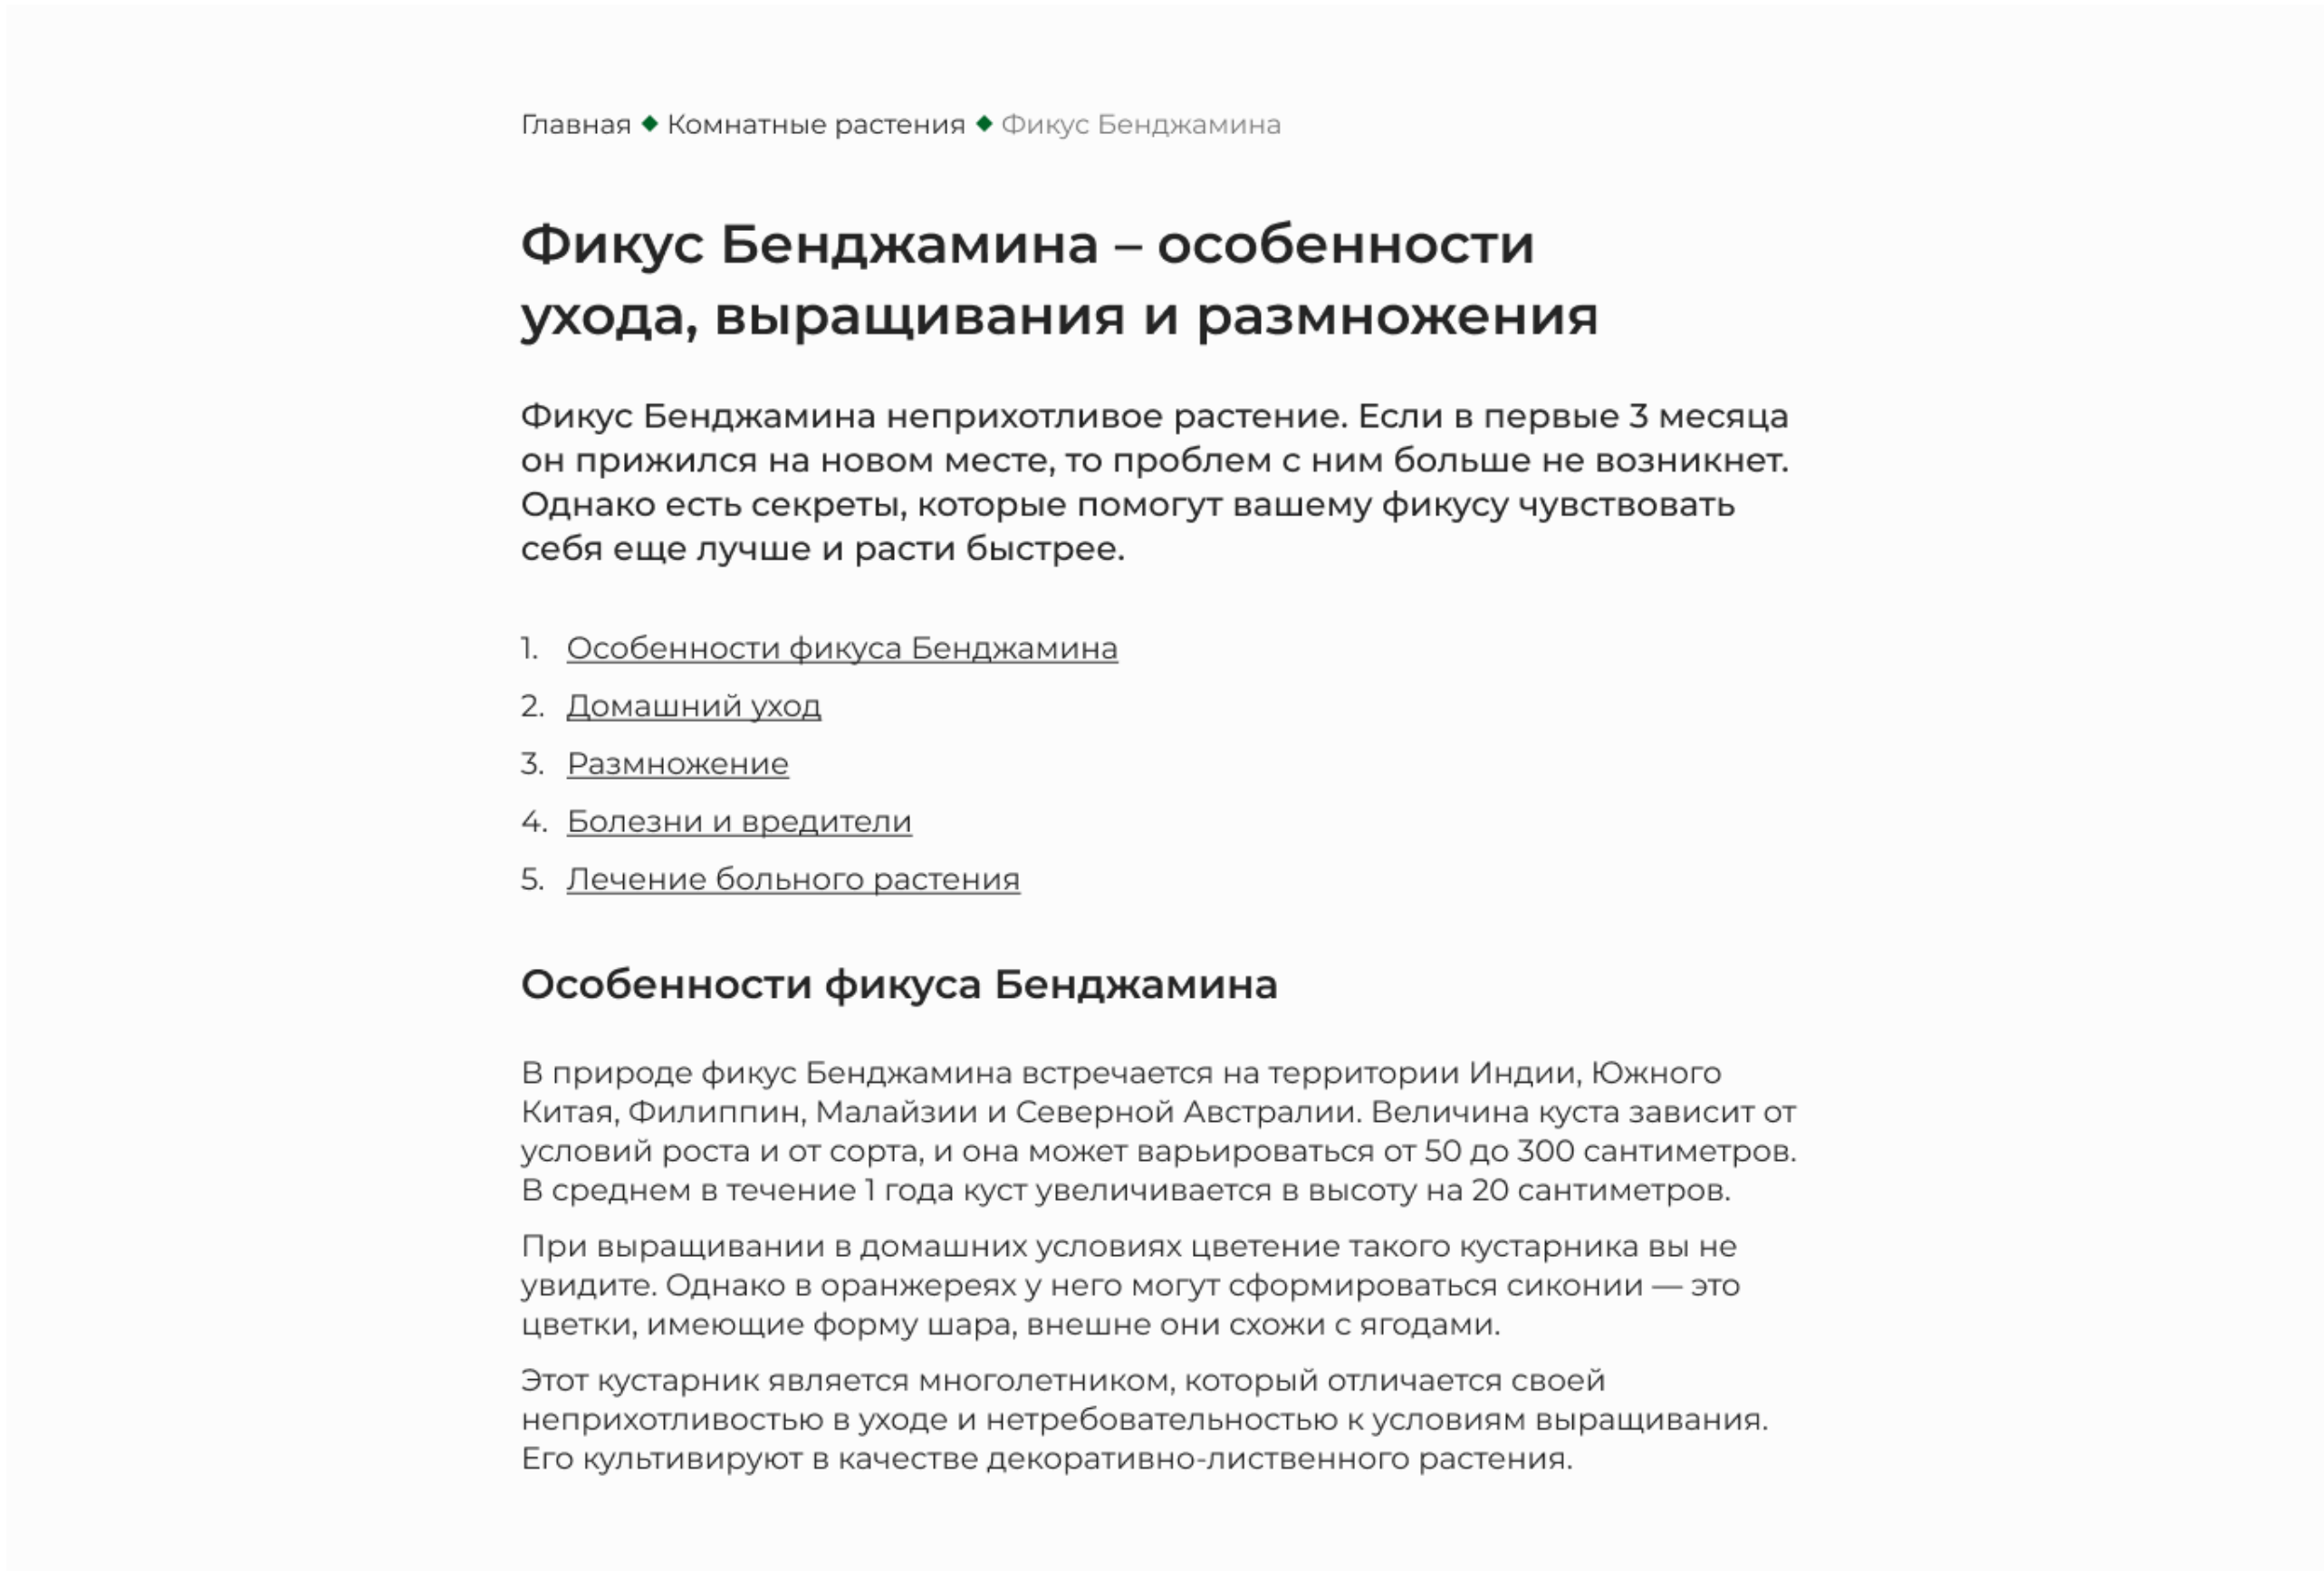 Главная ◆ Комнатные растения ◆ Фикус Бенджамина
Фикус Бенджамина – особенности
ухода, выращивания и размножения
Фикус Бенджамина неприхотливое растение. Если в первые 3 месяца
он прижился на новом месте, то проблем с ним больше не возникнет.
Однако есть секреты, которые помогут вашему фикусу чувствовать
себя еще лучше и расти быстрее.
1. Особенности фикуса Бенджамина
2. Домашний уход
3. Размножение
4. Болезни и вредители
5. Лечение больного растения
Особенности фикуса Бенджамина
В природе фикус Бенджамина встречается на территории Индии, Южного
Китая, Филиппин, Малайзии и Северной Австралии. Величина куста зависит от
условий роста и от сорта, и она может варьироваться от 50 до 300 сантиметров.
В среднем в течение 1 года куст увеличивается в высоту на 20 сантиметров.
При выращивании в домашних условиях цветение такого кустарника вы не
увидите. Однако в оранжереях у него могут сформироваться сиконии — это
цветки, имеющие форму шара, внешне они схожи с ягодами.
Этот кустарник является многолетником, который отличается своей
неприхотливостью в уходе и нетребовательностью к условиям выращивания.
Его культивируют в качестве декоративно-лиственного растения.